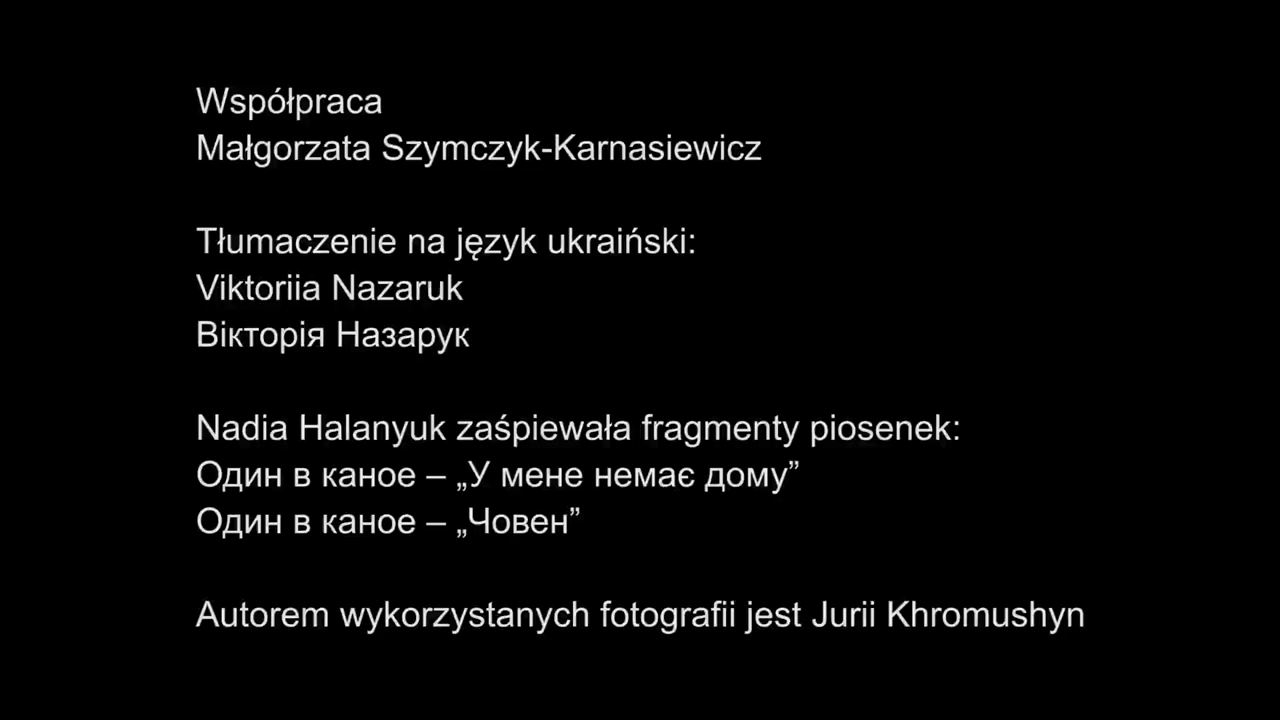 Współpraca
Małgorzata Szymczyk-Karnasiewicz
Tłumaczenie na język ukraiński:
Viktoriia Nazaruk
Вікторія Назарук
Nadia Halanyuk zaśpiewała fragmenty piosenek:
Один в каное – „У мене немає дому”
Один в каное – „Човен”
Autorem wykorzystanych fotografii jest Jurii Khromushyn